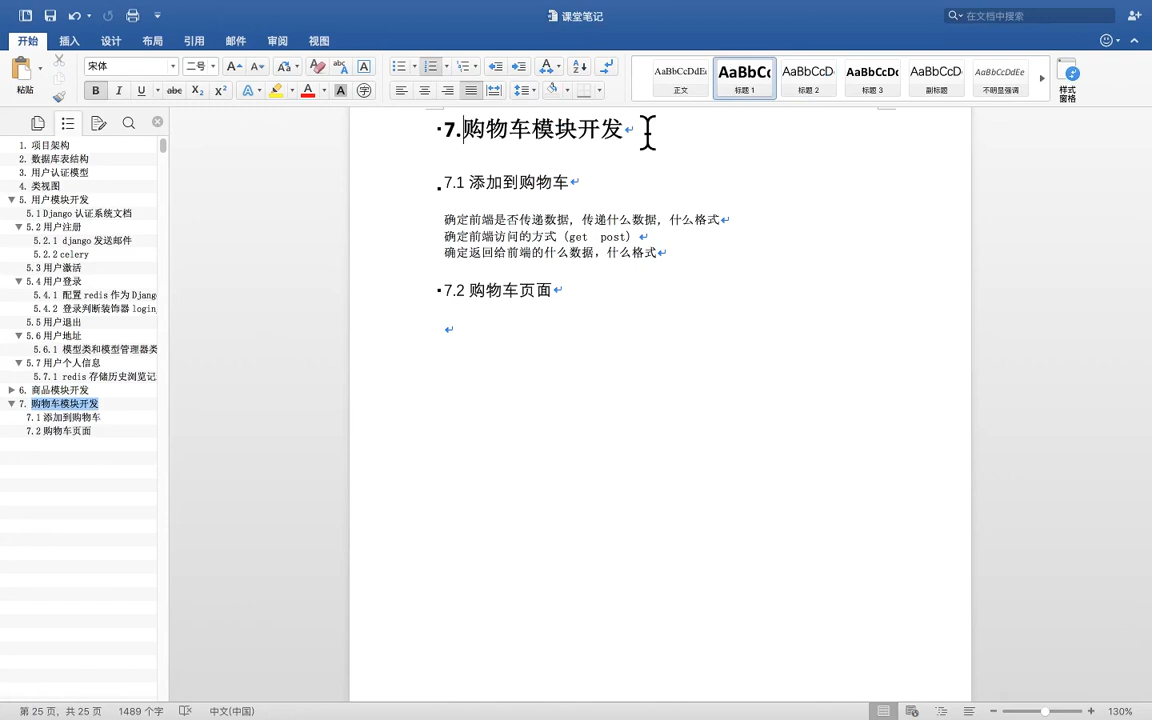 课堂笔记
在文档中搜索
开始 插入 设计 布局 引用 邮件 审阅 视图
宋体 二号
粘贴
B I U abc X₂ X²
AaBbCcDdEe AaBbCc AaBbCcD AaBbCcDc AaBbCcD AaBbCcDdEe
正文 标题 1 标题 2 标题 3 副标题 不明显强调
样式
窗格
1. 项目架构
2. 数据库表结构
3. 用户认证模型
4. 类视图
5. 用户模块开发
5.1 Django 认证系统文档
5.2 用户注册
5.2.1 django 发送邮件
5.2.2 celery
5.3 用户激活
5.4 用户登录
5.4.1 配置 redis 作为 Djang
5.4.2 登录判断装饰器 login_
5.5 用户退出
5.6 用户地址
5.6.1 模型类和模型管理器类
5.7 用户个人信息
5.7.1 redis 存储历史浏览记
6. 商品模块开发
7. 购物车模块开发
7.1 添加到购物车
7.2 购物车页面
7.购物车模块开发
7.1 添加到购物车
确定前端是否传递数据，传递什么数据，什么格式
确定前端访问的方式（get post）
确定返回给前端的什么数据，什么格式
7.2 购物车页面
第 25 页，共 25 页 1489 个字 中文(中国) 130%